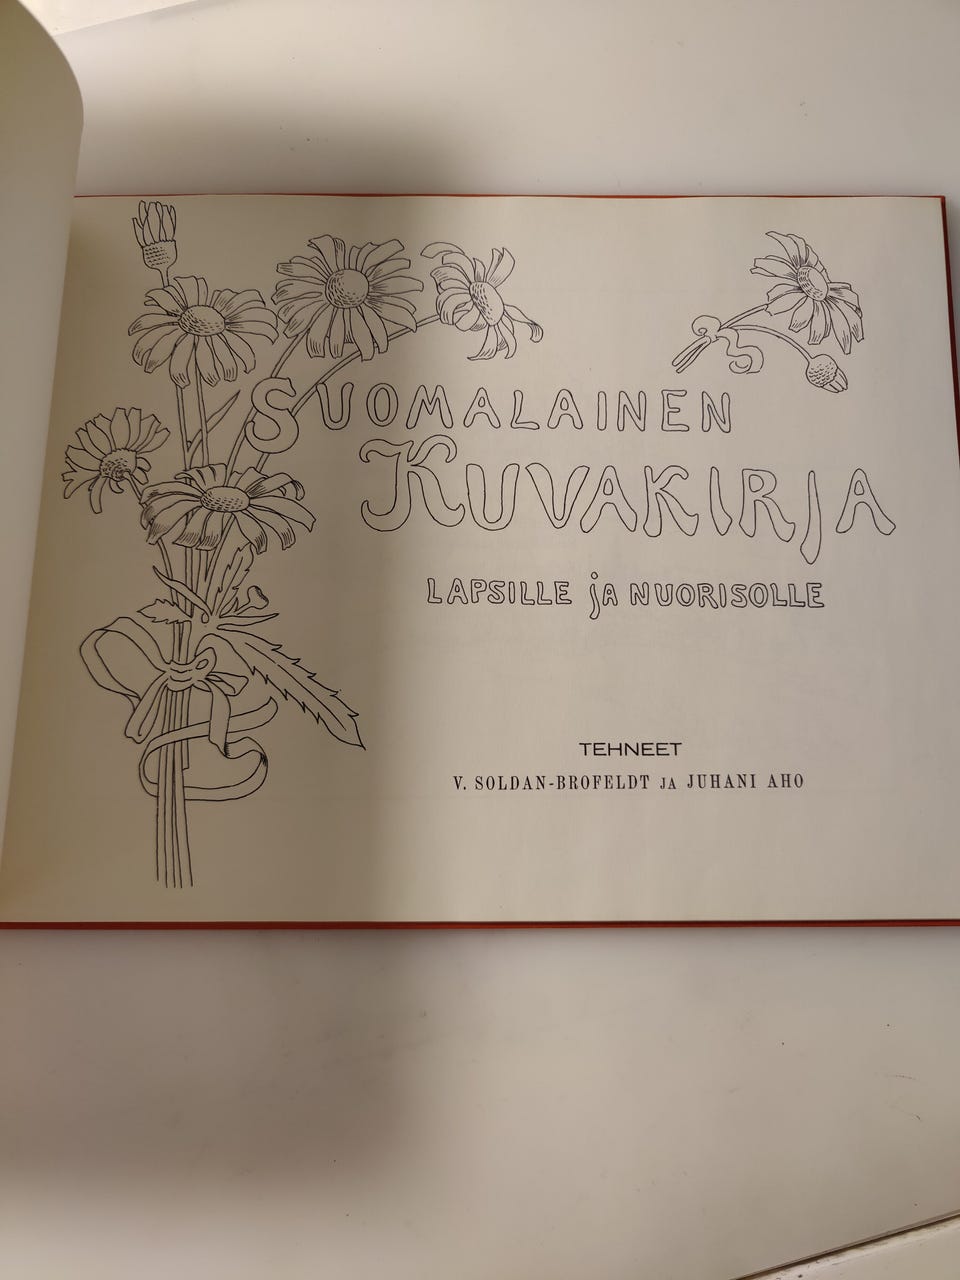 SUOMALAINEN
KUVAKIRJA
LAPSILLE jA NUORISOLLE
TEHNEET
V. SOLDAN-BROFELDT JA JUHANI AHO